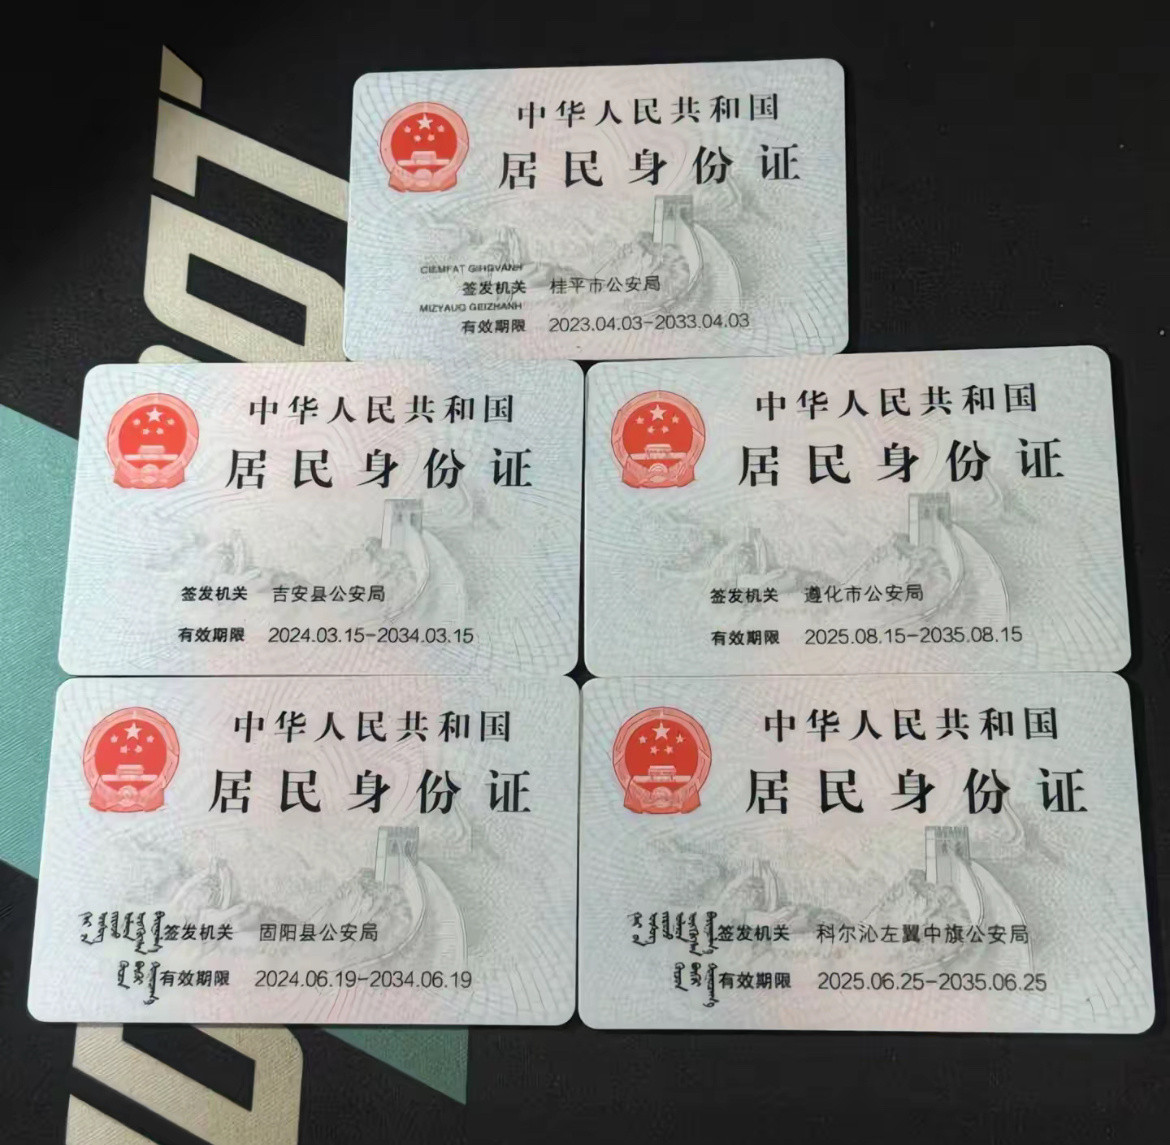 中华人民共和国
居民身份证
CIEMFAT GIHGVANH
签发机关 桂平市公安局
MIZYAUQ GEIZHANH
有效期限 2023.04.03-2033.04.03
中华人民共和国
居民身份证
签发机关 吉安县公安局
有效期限 2024.03.15-2034.03.15
中华人民共和国
居民身份证
签发机关 遵化市公安局
有效期限 2025.08.15-2035.08.15
中华人民共和国
居民身份证
签发机关 固阳县公安局
有效期限 2024.06.19-2034.06.19
中华人民共和国
居民身份证
签发机关 科尔沁左翼中旗公安局
有效期限 2025.06.25-2035.06.25